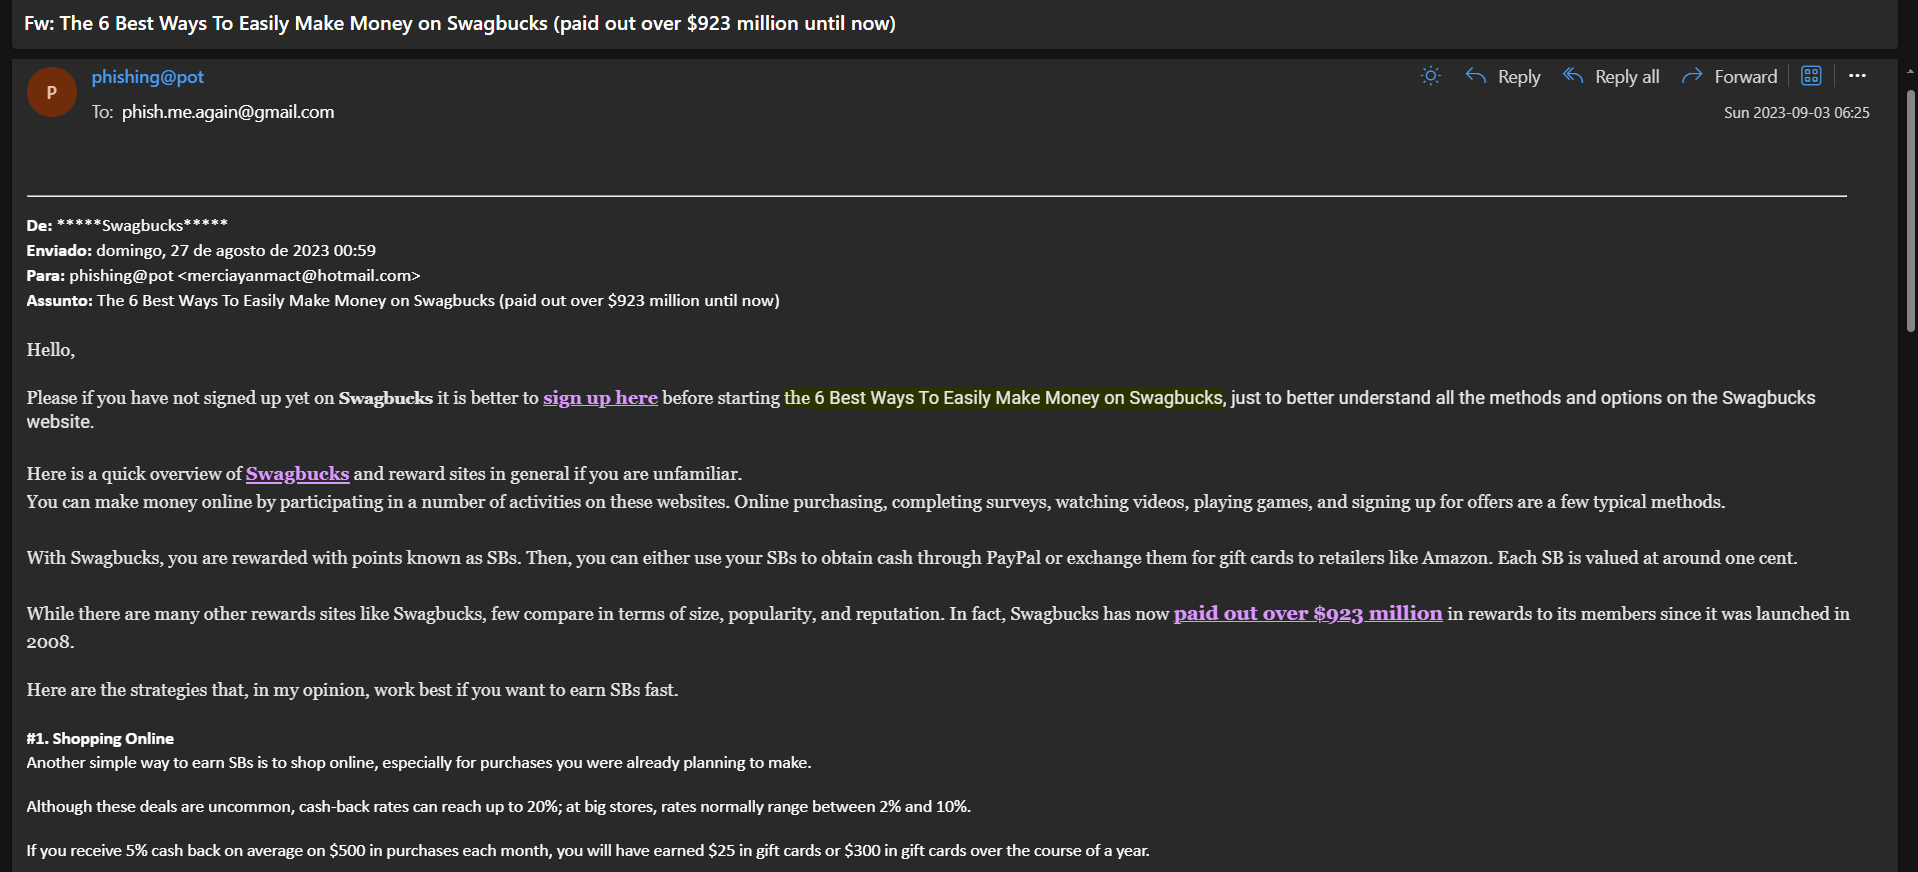 Fw: The 6 Best Ways To Easily Make Money on Swagbucks (paid out over $923 million until now)
P
phishing@pot
To: phish.me.again@gmail.com
Reply
Reply all
Forward
Sun 2023-09-03 06:25
De: *****Swagbucks*****
Enviado: domingo, 27 de agosto de 2023 00:59
Para: phishing@pot <merciayanmact@hotmail.com>
Assunto: The 6 Best Ways To Easily Make Money on Swagbucks (paid out over $923 million until now)
Hello,
Please if you have not signed up yet on Swagbucks it is better to sign up here before starting the 6 Best Ways To Easily Make Money on Swagbucks, just to better understand all the methods and options on the Swagbucks
website.
Here is a quick overview of Swagbucks and reward sites in general if you are unfamiliar.
You can make money online by participating in a number of activities on these websites. Online purchasing, completing surveys, watching videos, playing games, and signing up for offers are a few typical methods.
With Swagbucks, you are rewarded with points known as SBs. Then, you can either use your SBs to obtain cash through PayPal or exchange them for gift cards to retailers like Amazon. Each SB is valued at around one cent.
While there are many other rewards sites like Swagbucks, few compare in terms of size, popularity, and reputation. In fact, Swagbucks has now paid out over $923 million in rewards to its members since it was launched in
2008.
Here are the strategies that, in my opinion, work best if you want to earn SBs fast.
#1. Shopping Online
Another simple way to earn SBs is to shop online, especially for purchases you were already planning to make.
Although these deals are uncommon, cash-back rates can reach up to 20%; at big stores, rates normally range between 2% and 10%.
If you receive 5% cash back on average on $500 in purchases each month, you will have earned $25 in gift cards or $300 in gift cards over the course of a year.